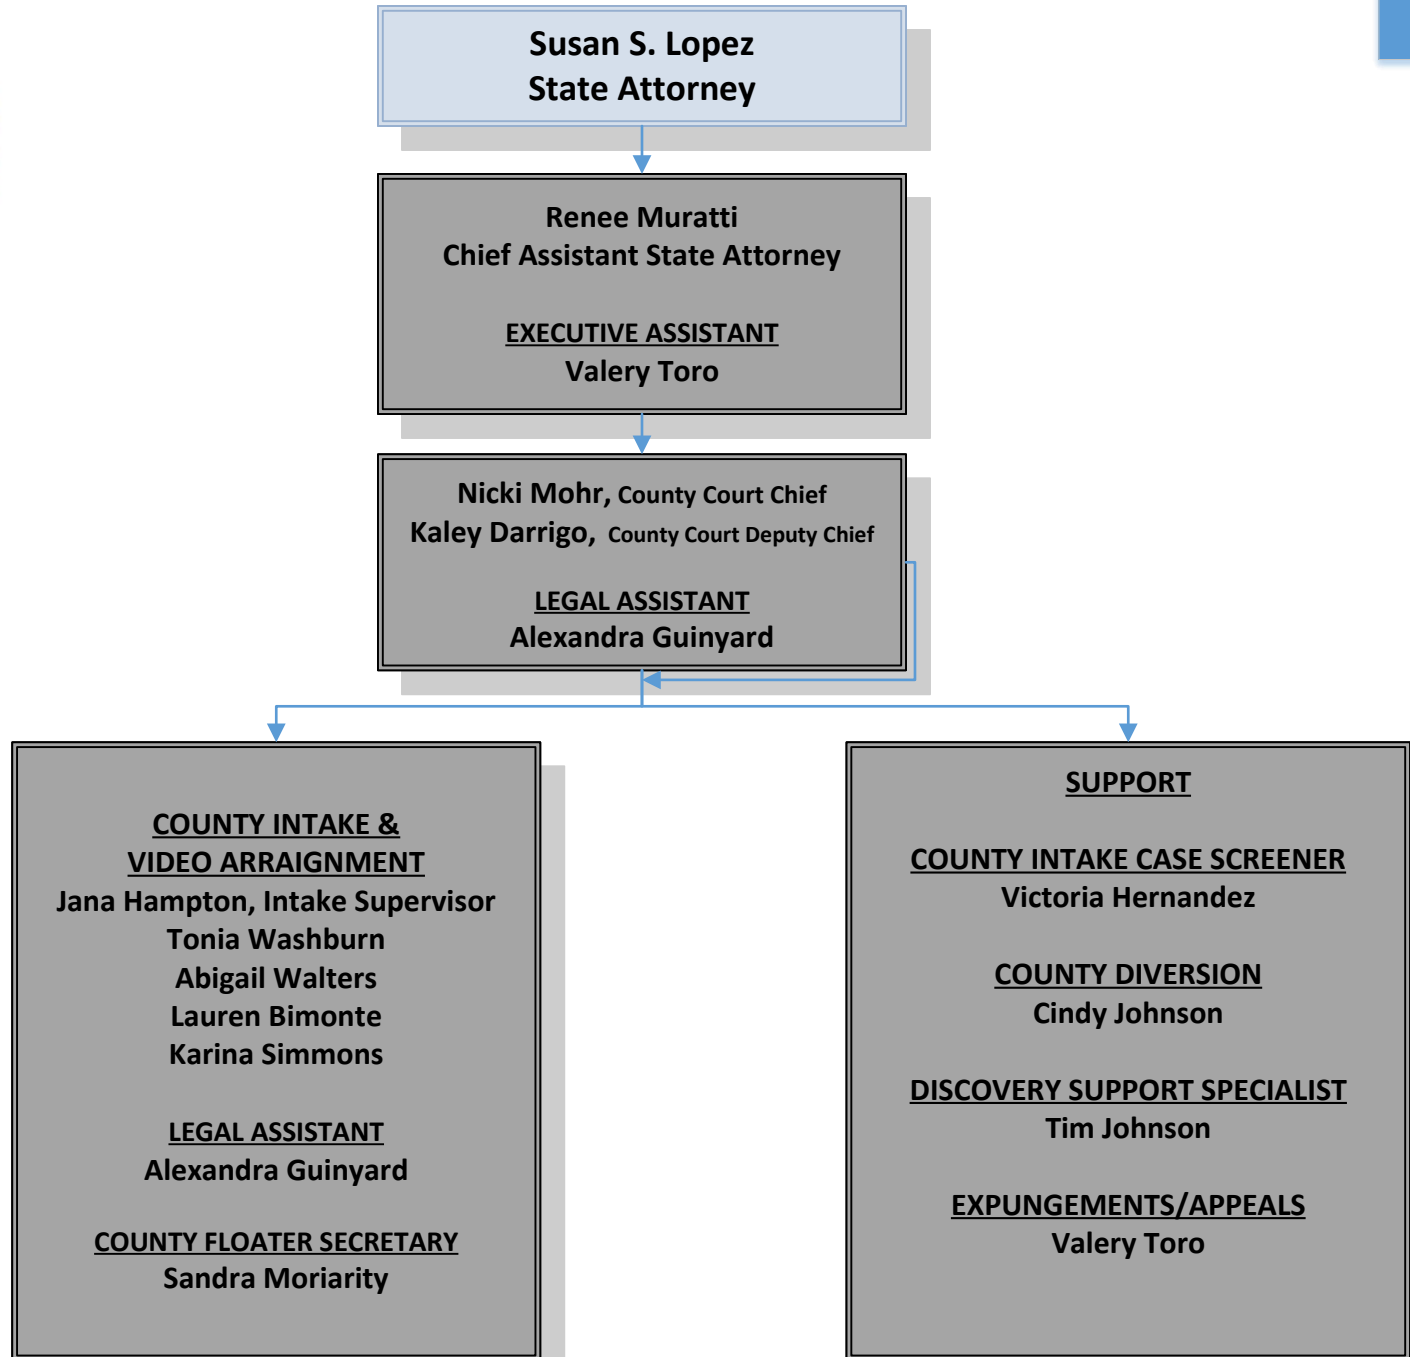 Susan S. Lopez
State Attorney
Renee Muratti
Chief Assistant State Attorney
EXECUTIVE ASSISTANT
Valery Toro
Nicki Mohr, County Court Chief
Kaley Darrigo, County Court Deputy Chief
LEGAL ASSISTANT
Alexandra Guinyard
COUNTY INTAKE &
VIDEO ARRAIGNMENT
Jana Hampton, Intake Supervisor
Tonia Washburn
Abigail Walters
Lauren Bimonte
Karina Simmons
LEGAL ASSISTANT
Alexandra Guinyard
COUNTY FLOATER SECRETARY
Sandra Moriarity
SUPPORT
COUNTY INTAKE CASE SCREENER
Victoria Hernandez
COUNTY DIVERSION
Cindy Johnson
DISCOVERY SUPPORT SPECIALIST
Tim Johnson
EXPUNGEMENTS/APPEALS
Valery Toro